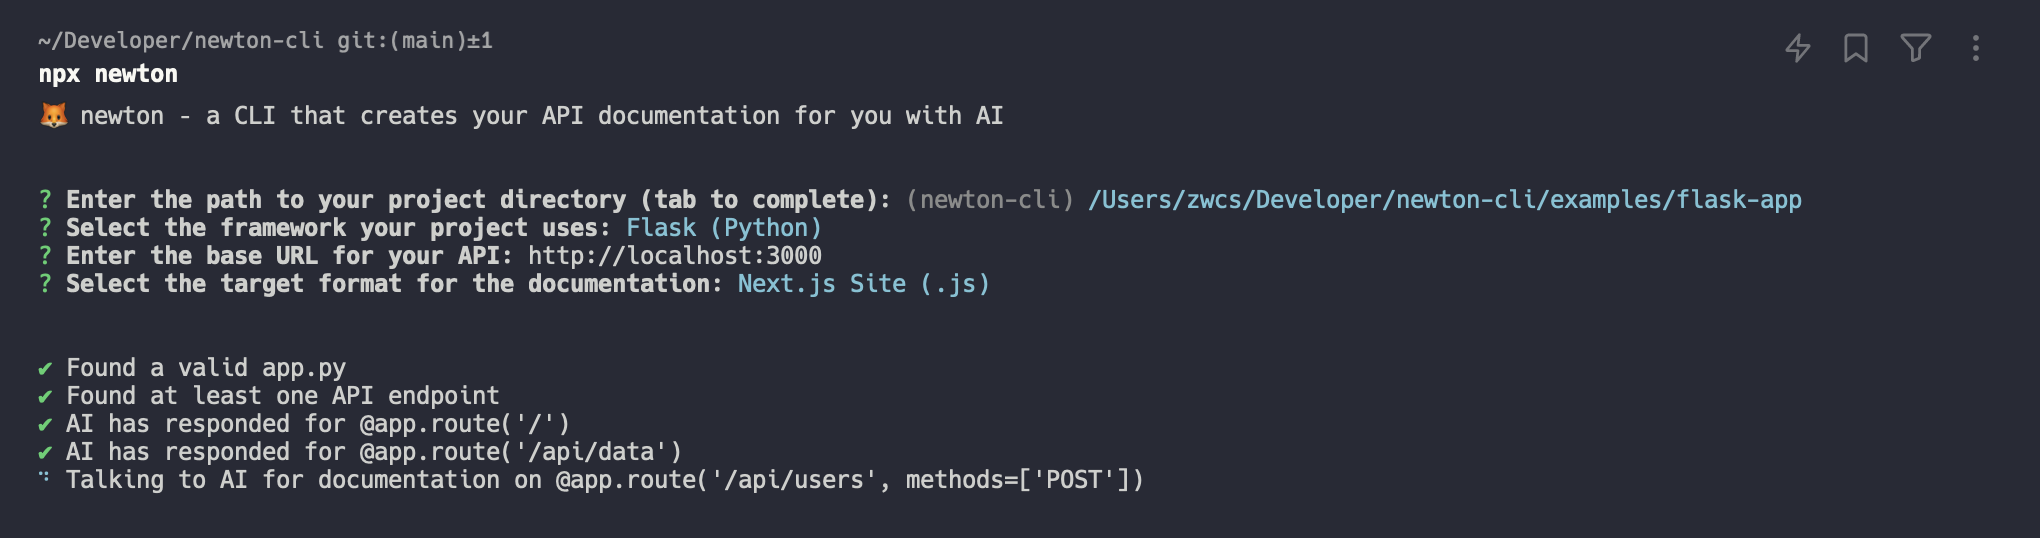 ~/Developer/newton-cli git:(main)±1
npx newton
🦊 newton - a CLI that creates your API documentation for you with AI
? Enter the path to your project directory (tab to complete): (newton-cli) /Users/zwcs/Developer/newton-cli/examples/flask-app
? Select the framework your project uses: Flask (Python)
? Enter the base URL for your API: http://localhost:3000
? Select the target format for the documentation: Next.js Site (.js)
✔ Found a valid app.py
✔ Found at least one API endpoint
✔ AI has responded for @app.route('/')
✔ AI has responded for @app.route('/api/data')
⠙ Talking to AI for documentation on @app.route('/api/users', methods=['POST'])